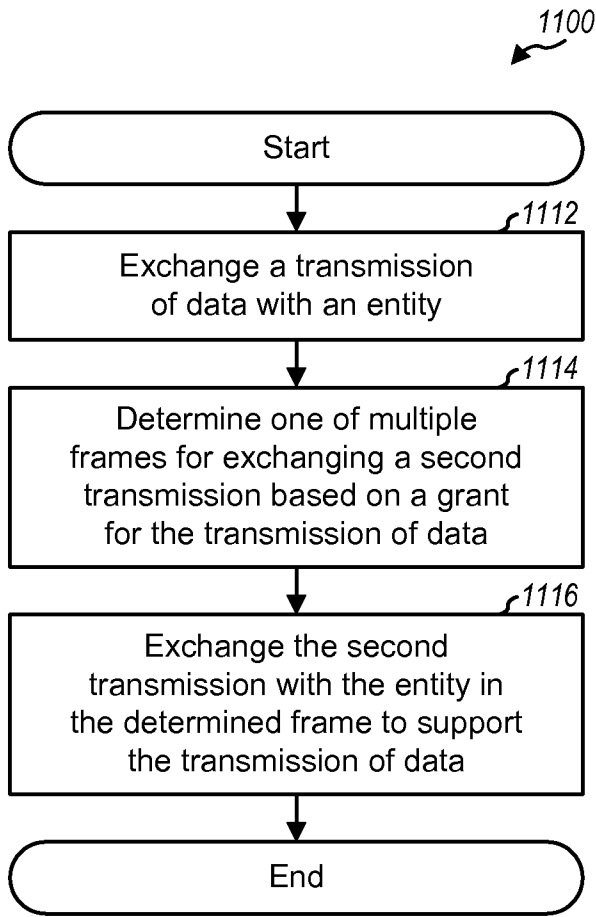 1100
Start
1112
Exchange a transmission
of data with an entity
1114
Determine one of multiple
frames for exchanging a second
transmission based on a grant
for the transmission of data
1116
Exchange the second
transmission with the entity in
the determined frame to support
the transmission of data
End